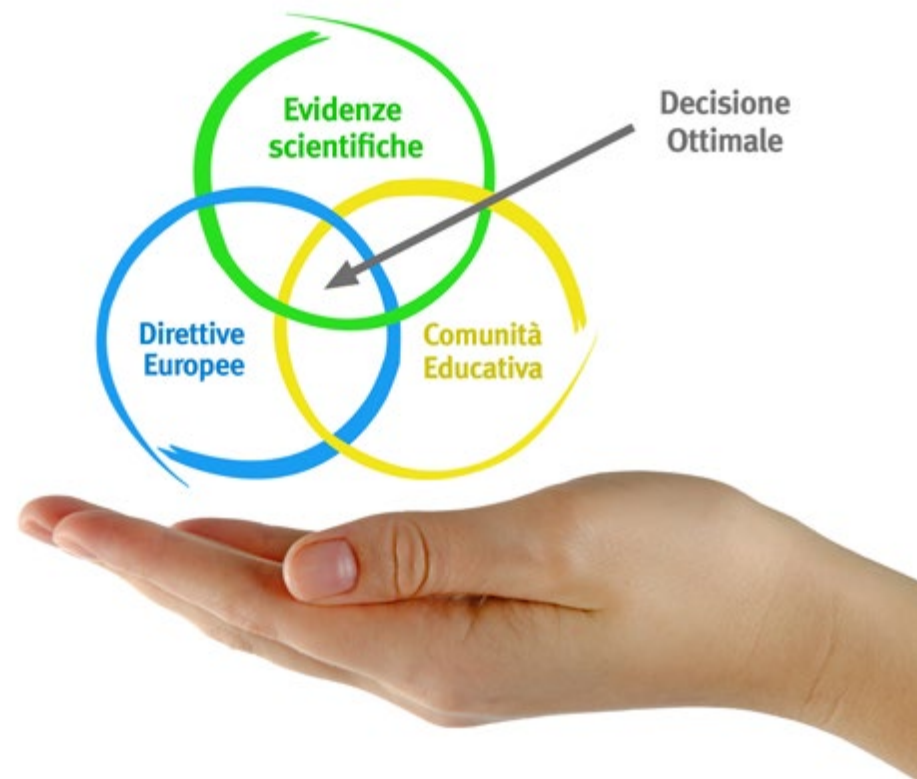 Evidenze
scientifiche
Decisione
Ottimale
Direttive
Europee
Comunità
Educativa